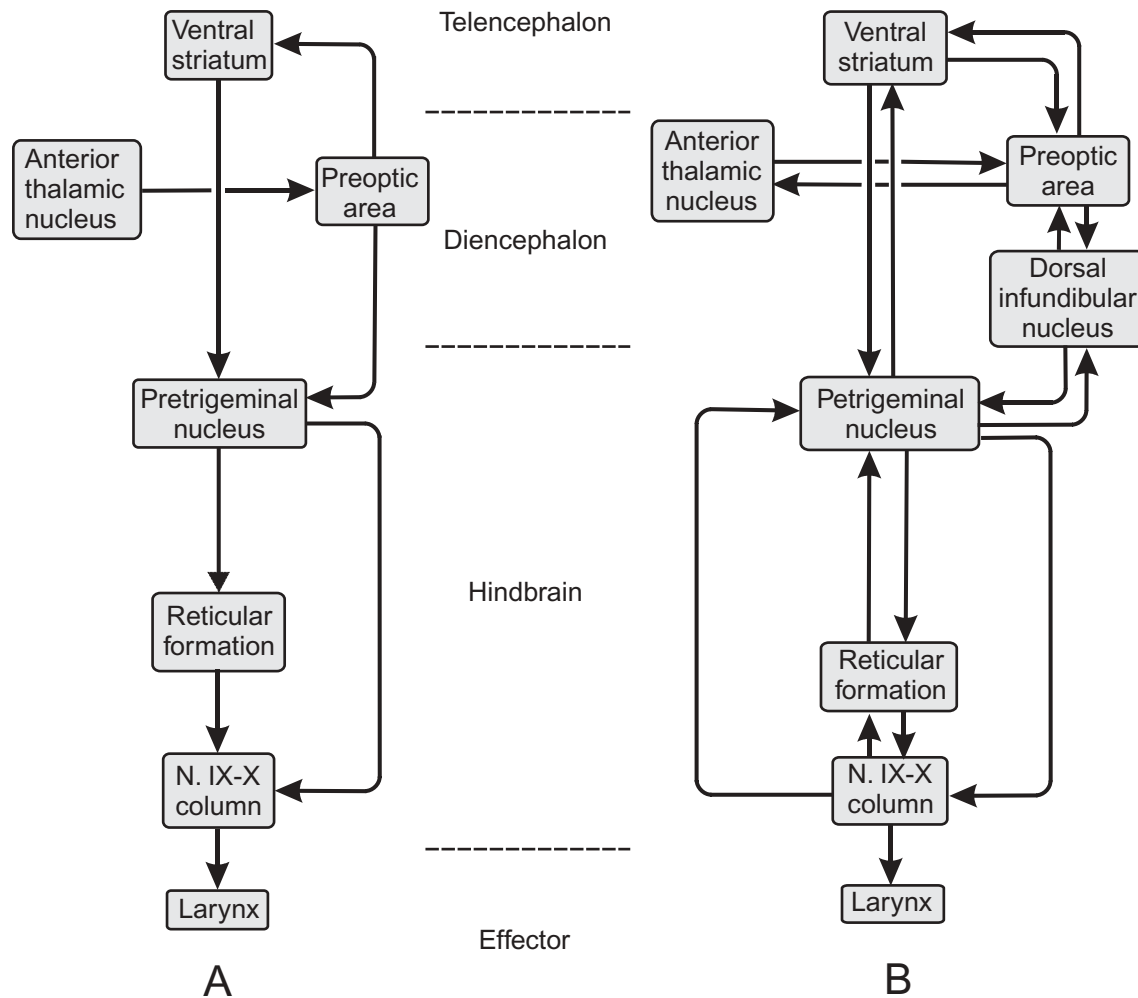 Ventral
striatum
Anterior
thalamic
nucleus
Preoptic
area
Pretrigeminal
nucleus
Reticular
formation
N. IX-X
column
Larynx
A
Telencephalon
Diencephalon
Hindbrain
Effector
Ventral
striatum
Anterior
thalamic
nucleus
Preoptic
area
Dorsal
infundibular
nucleus
Petrigeminal
nucleus
Reticular
formation
N. IX-X
column
Larynx
B